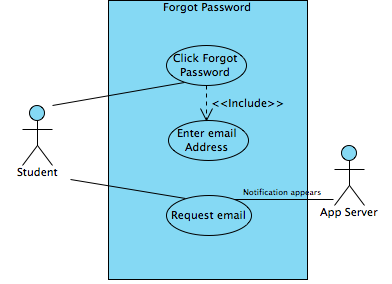 Forgot Password
Click Forgot
Password
<<Include>>
Enter email
Address
Student
Notification appears
Request email
App Server